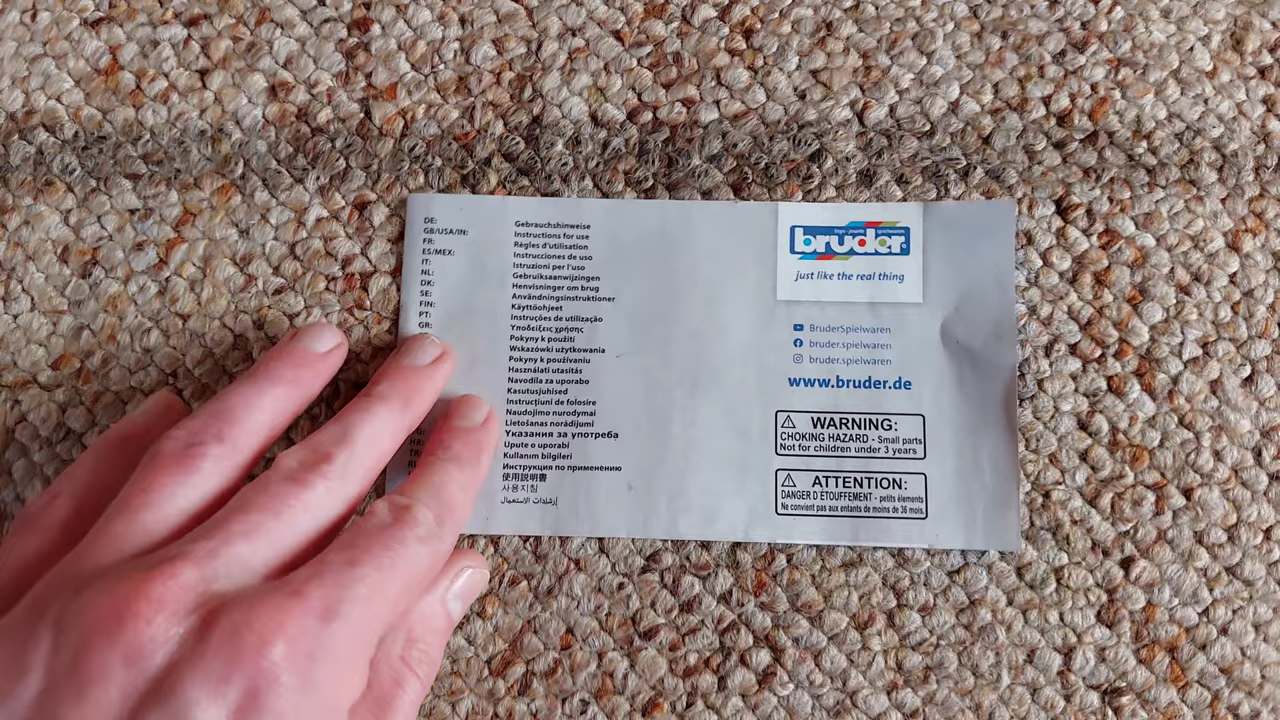 DE: Gebrauchshinweise
GB/USA/IN: Instructions for use
FR: Règles d'utilisation
ES/MEX: Instrucciones de uso
IT: Istruzioni per l'uso
NL: Gebruiksaanwijzingen
DK: Henvisninger om brug
SE: Användningsinstruktioner
FIN: Käyttöohjeet
PT: Instruções de utilização
GR: Υποδείξεις χρήσης
Pokyny k použití
Wskazówki użytkowania
Pokyny k používaniu
Használati utasítás
Navodila za uporabo
Kasutusjuhised
Instrucțiuni de folosire
Naudojimo nurodymai
Lietošanas norādījumi
Указания за употреба
HR: Upute o uporabi
Kullanım bilgileri
Инструкция по применению
使用説明書
사용지침
إرشادات الاستعمال
toys · jouets · spielwaren
bruder
just like the real thing
BruderSpielwaren
bruder.spielwaren
bruder.spielwaren
www.bruder.de
WARNING:
CHOKING HAZARD - Small parts
Not for children under 3 years
ATTENTION:
DANGER D'ÉTOUFFEMENT - petits élements
Ne convient pas aux enfants de moins de 36 mois.